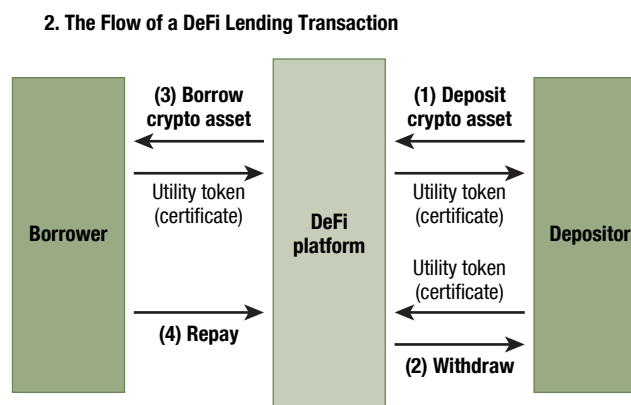 2. The Flow of a DeFi Lending Transaction
(3) Borrow
crypto asset
(1) Deposit
crypto asset
Utility token
(certificate)
Utility token
(certificate)
Borrower
DeFi
platform
Depositor
Utility token
(certificate)
(4) Repay
(2) Withdraw